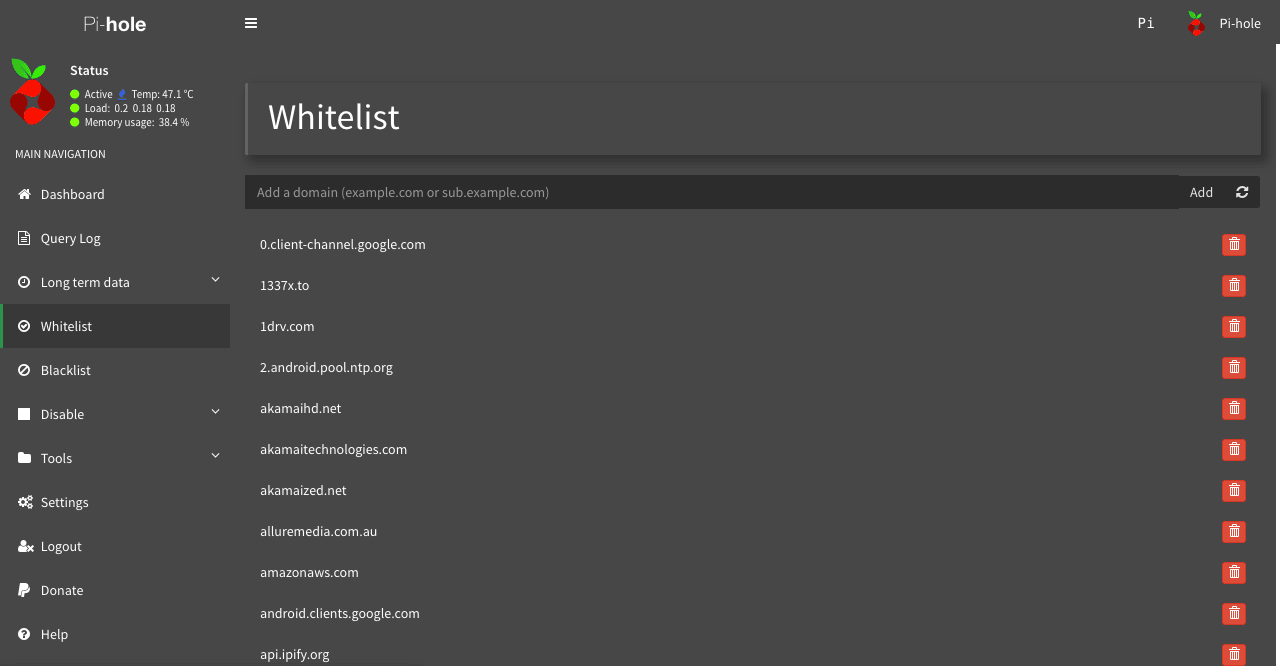 Pi-hole
Pi
Pi-hole
Status
Active Temp: 47.1 °C
Load: 0.2 0.18 0.18
Memory usage: 38.4 %
MAIN NAVIGATION
Dashboard
Query Log
Long term data
Whitelist
Blacklist
Disable
Tools
Settings
Logout
Donate
Help
Whitelist
Add a domain (example.com or sub.example.com)
Add
0.client-channel.google.com
1337x.to
1drv.com
2.android.pool.ntp.org
akamaihd.net
akamaitechnologies.com
akamaized.net
alluremedia.com.au
amazonaws.com
android.clients.google.com
api.ipify.org